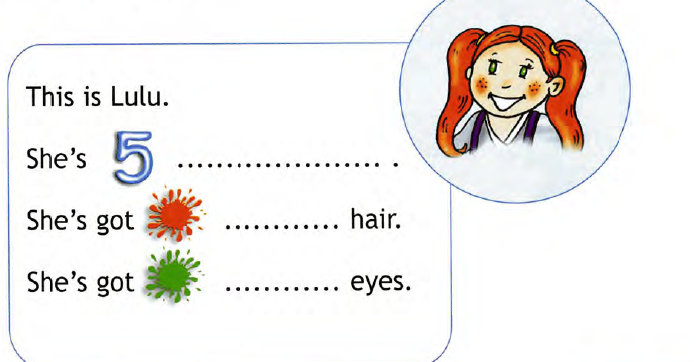 This is Lulu.
She's 5 ...................... .
She's got ............ hair.
She's got ............ eyes.